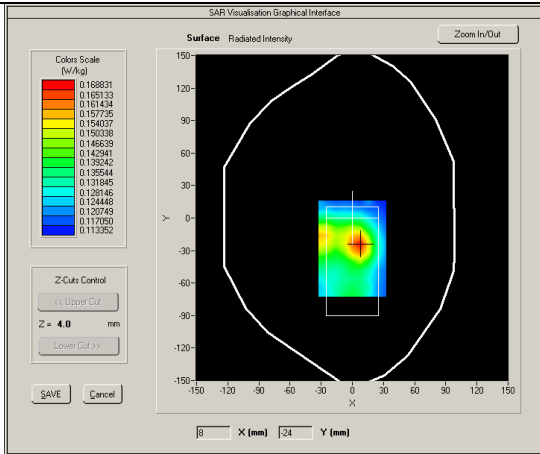 SAR Visualisation Graphical Interface
Surface Radiated Intensity
Zoom In/Out
Colors Scale
(W/kg)
0.168831
0.165133
0.161434
0.157735
0.154037
0.150338
0.146639
0.142941
0.139242
0.135544
0.131845
0.128146
0.124448
0.120749
0.117050
0.113352
Z-Cuts Control
<< Upper Cut
Z = 4.0 mm
Lower Cut >>
SAVE
Cancel
150
120
90
60
30
0
-30
-60
-90
-120
-150
Y
-150 -120 -90 -60 -30 0 30 60 90 120 150
X
8 X (mm) -24 Y (mm)